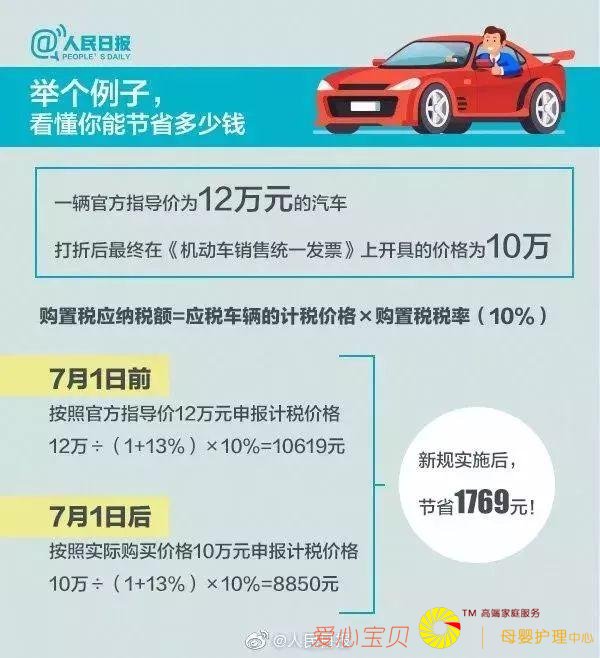 人民日报
PEOPLE'S DAILY
举个例子，
看懂你能节省多少钱
一辆官方指导价为12万元的汽车
打折后最终在《机动车销售统一发票》上开具的价格为10万
购置税应纳税额=应税车辆的计税价格×购置税税率（10%）
7月1日前
按照官方指导价12万元申报计税价格
12万÷（1+13%）×10%=10619元
新规实施后，
节省1769元！
7月1日后
按照实际购买价格10万元申报计税价格
10万÷（1+13%）×10%=8850元
@人民日报
爱心宝贝
TM 高端家庭服务
母婴护理中心